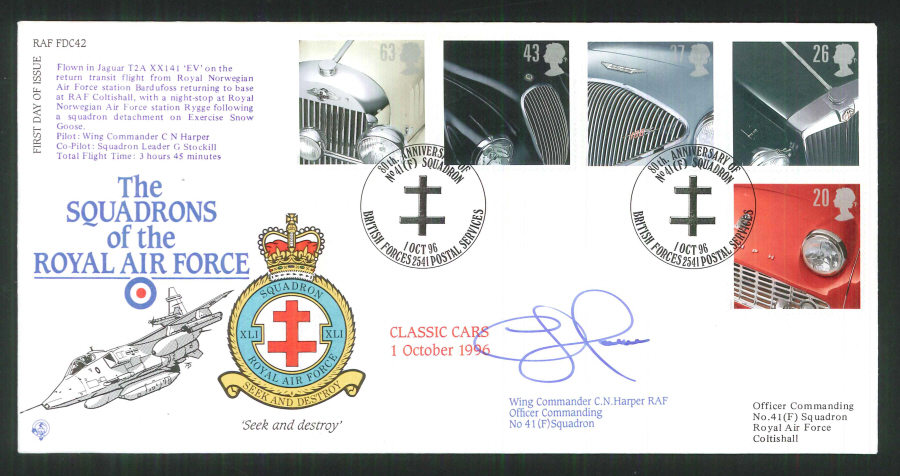 RAF FDC42
FIRST DAY OF ISSUE
Flown in Jaguar T2A XX141 'EV' on the
return transit flight from Royal Norwegian
Air Force station Bardufoss returning to base
at RAF Coltishall, with a night-stop at Royal
Norwegian Air Force station Rygge following
a squadron detachment on Exercise Snow
Goose.
Pilot: Wing Commander C N Harper
Co-Pilot: Squadron Leader G Stockill
Total Flight Time: 3 hours 45 minutes
63
43
37
26
20
80th. ANNIVERSARY OF
No 41(F) SQUADRON
1 OCT 96
BRITISH FORCES 2541 POSTAL SERVICES
80th. ANNIVERSARY OF
No 41(F) SQUADRON
1 OCT 96
BRITISH FORCES 2541 POSTAL SERVICES
The
SQUADRONS
of the
ROYAL AIR FORCE
SQUADRON
XLI
XLI
ROYAL AIR FORCE
SEEK AND DESTROY
'Seek and destroy'
CLASSIC CARS
1 October 1996
Wing Commander C.N.Harper RAF
Officer Commanding
No 41(F)Squadron
Officer Commanding
No.41(F) Squadron
Royal Air Force
Coltishall